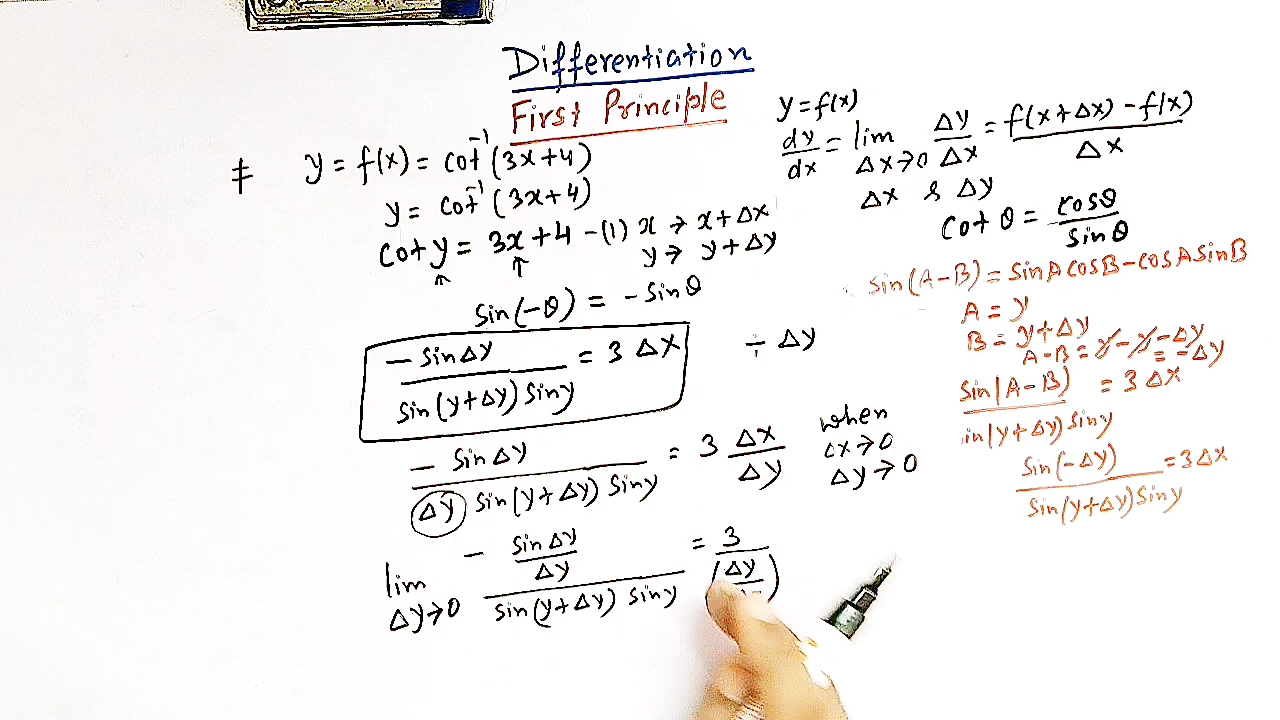 Differentiation
First Principle
≠ y = f(x) = cot⁻¹(3x+4)
y = cot⁻¹(3x+4)
cot y = 3x + 4 -(1) x → x+Δx
↑ ↑ y → y+Δy
sin(-θ) = - sin θ
- sinΔy / sin(y+Δy) siny = 3 Δx ÷ Δy
- sinΔy / Δy sin(y+Δy) siny = 3 Δx / Δy when
Δx→0
Δy→0
lim Δy→0 - (sinΔy / Δy) / sin(y+Δy) siny = 3 / (Δy /
y = f(x)
dy/dx = lim Δx→0 Δy/Δx = f(x+Δx) - f(x) / Δx
Δx & Δy
cot θ = cosθ / sinθ
sin(A-B) = sinA cosB - cosA sinB
A = y
B = y+Δy
A-B = y - y - Δy
= -Δy
sin(A-B) / in(y+Δy) siny = 3Δx
sin(-Δy) / sin(y+Δy) siny = 3Δx